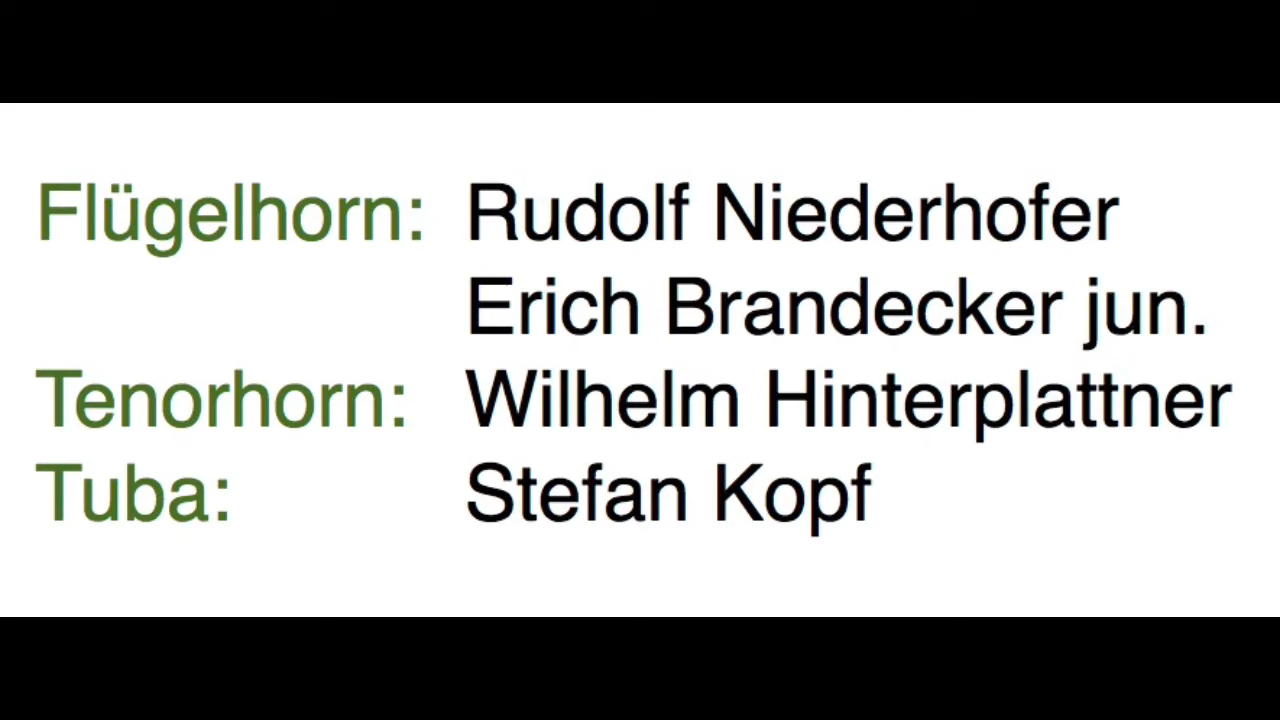 Flügelhorn: Rudolf Niederhofer
Erich Brandecker jun.
Tenorhorn: Wilhelm Hinterplattner
Tuba: Stefan Kopf